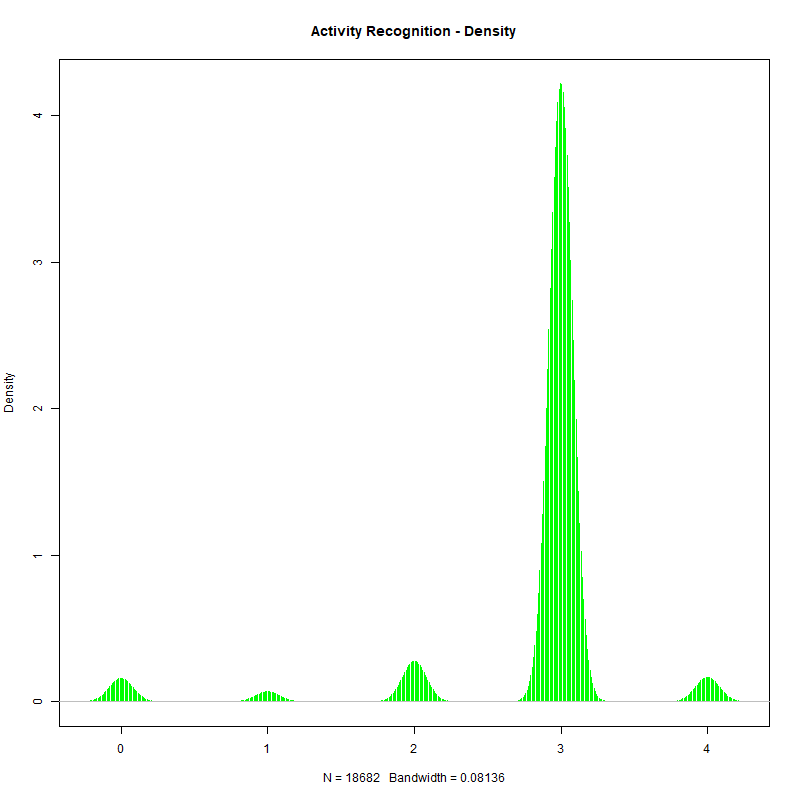 Activity Recognition - Density
4
3
2
1
0
Density
0 1 2 3 4
N = 18682 Bandwidth = 0.08136